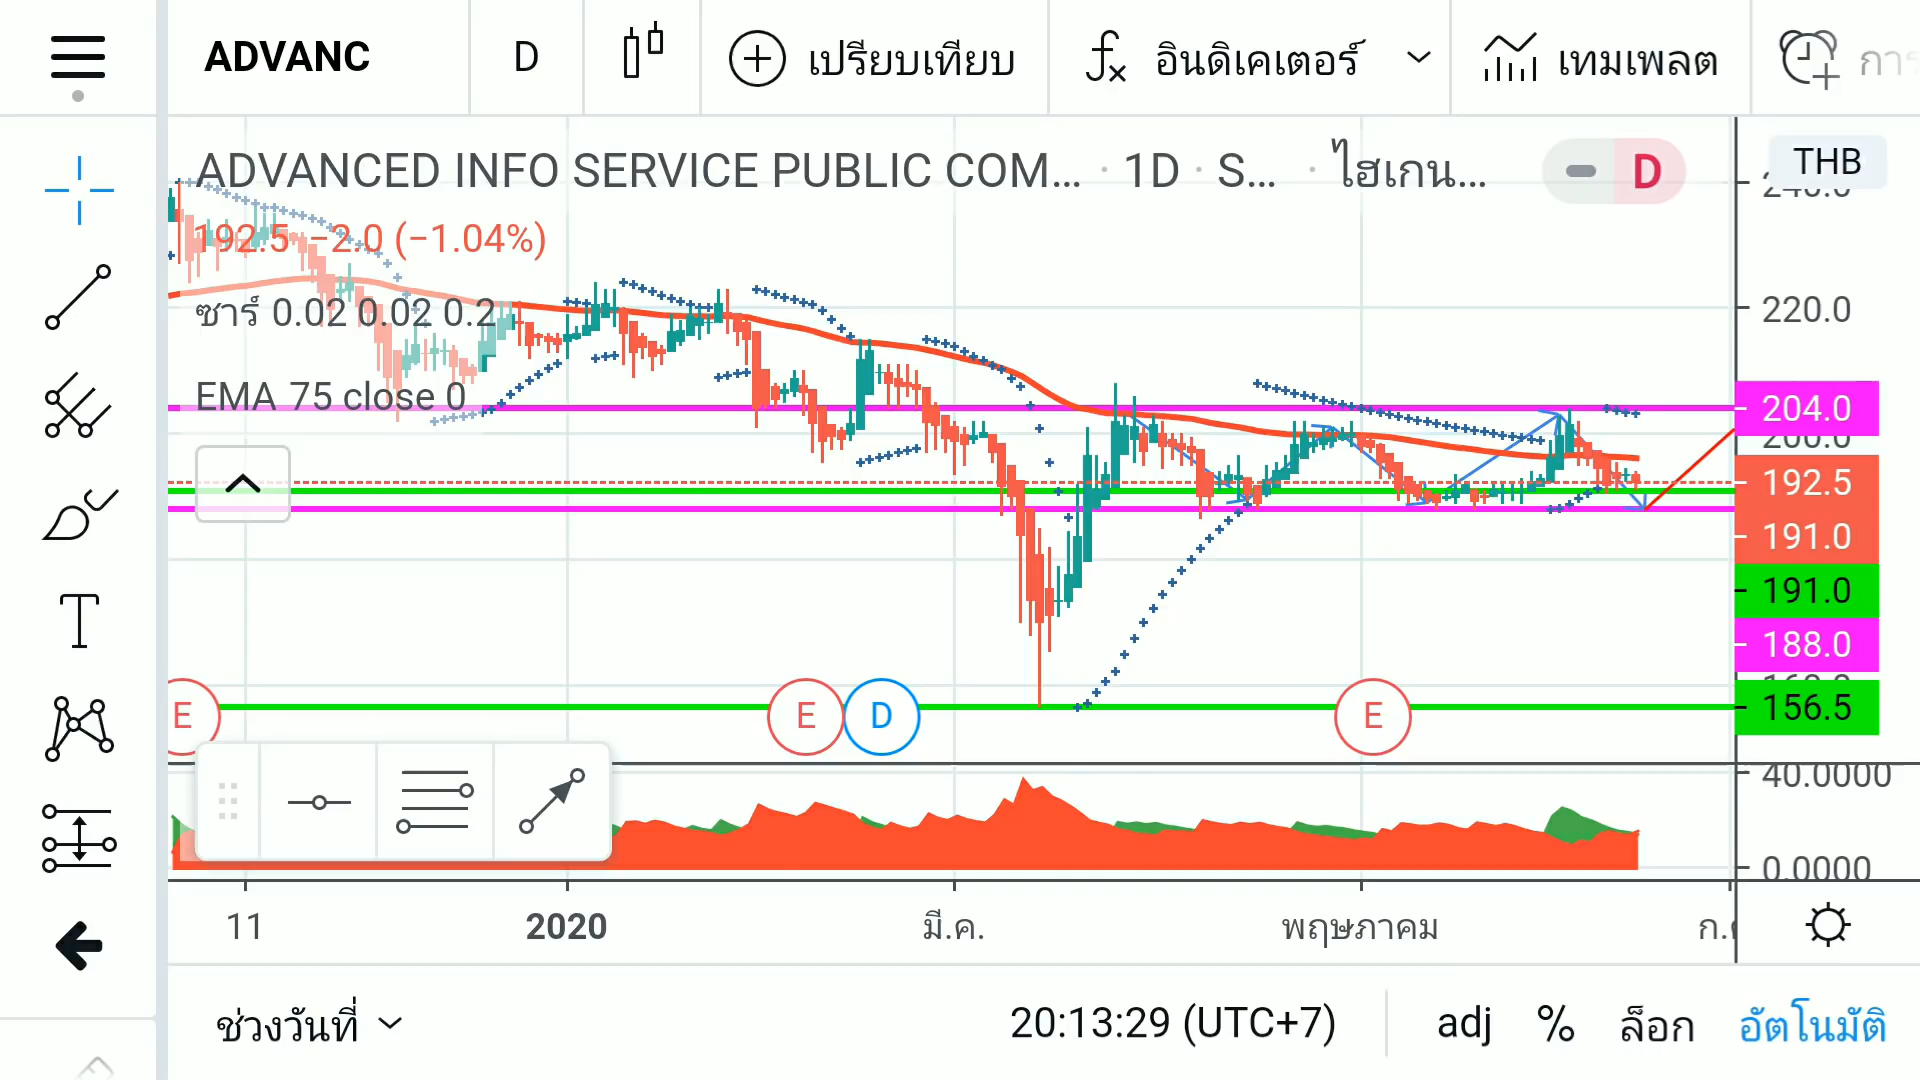 ADVANC D เปรียบเทียบ อินดิเคเตอร์ เทมเพลต
ADVANCED INFO SERVICE PUBLIC COM... · 1D · S... · ไฮเกน... D THB
192.5 −2.0 (−1.04%)
ซาร์ 0.02 0.02 0.2
220.0
EMA 75 close 0
204.0
200.0
192.5
191.0
191.0
188.0
156.5
E E D E
40.0000
0.0000
11 2020 มี.ค. พฤษภาคม
ช่วงวันที่ 20:13:29 (UTC+7) adj % ล็อก อัตโนมัติ